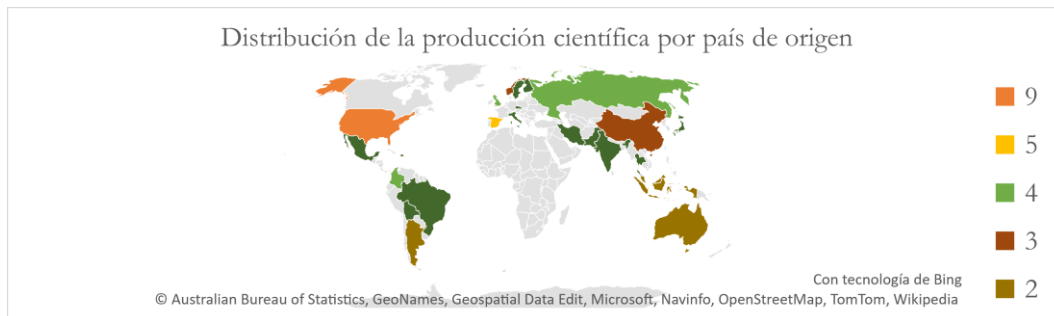 Distribución de la producción científica por país de origen
9
5
4
3
2
Con tecnología de Bing
© Australian Bureau of Statistics, GeoNames, Geospatial Data Edit, Microsoft, Navinfo, OpenStreetMap, TomTom, Wikipedia